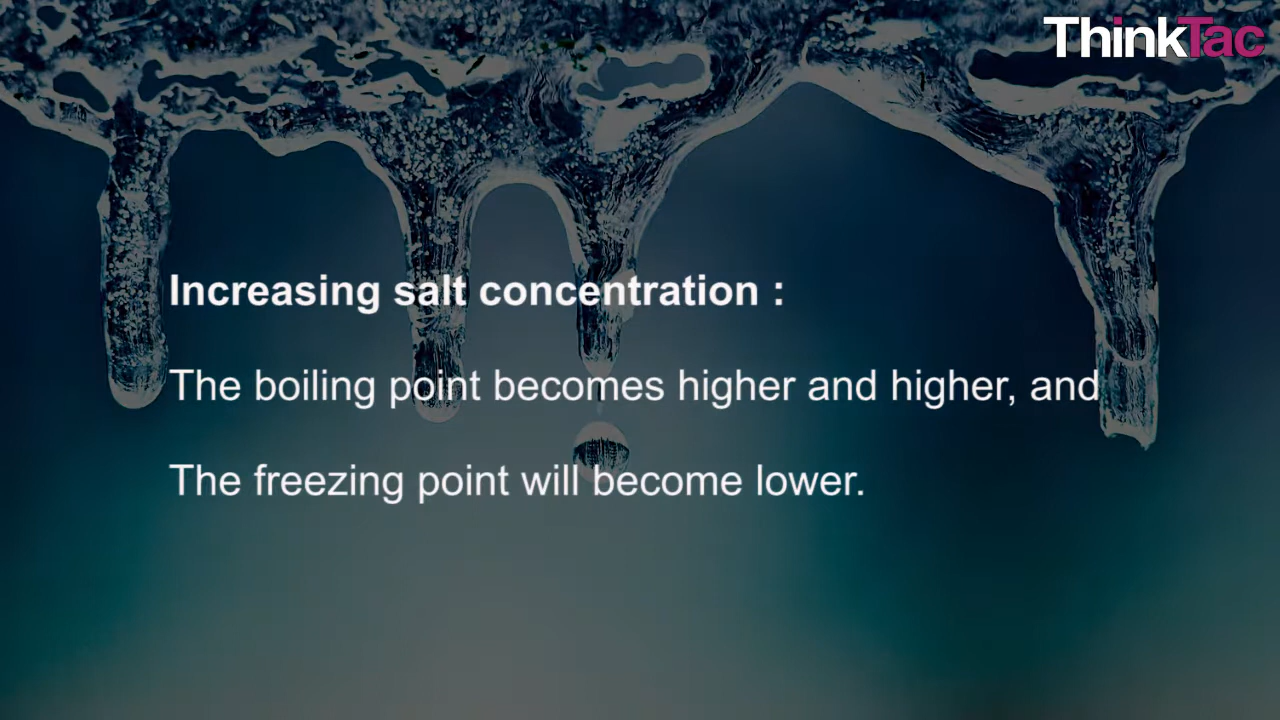 ThinkTac
Increasing salt concentration :
The boiling point becomes higher and higher, and
The freezing point will become lower.